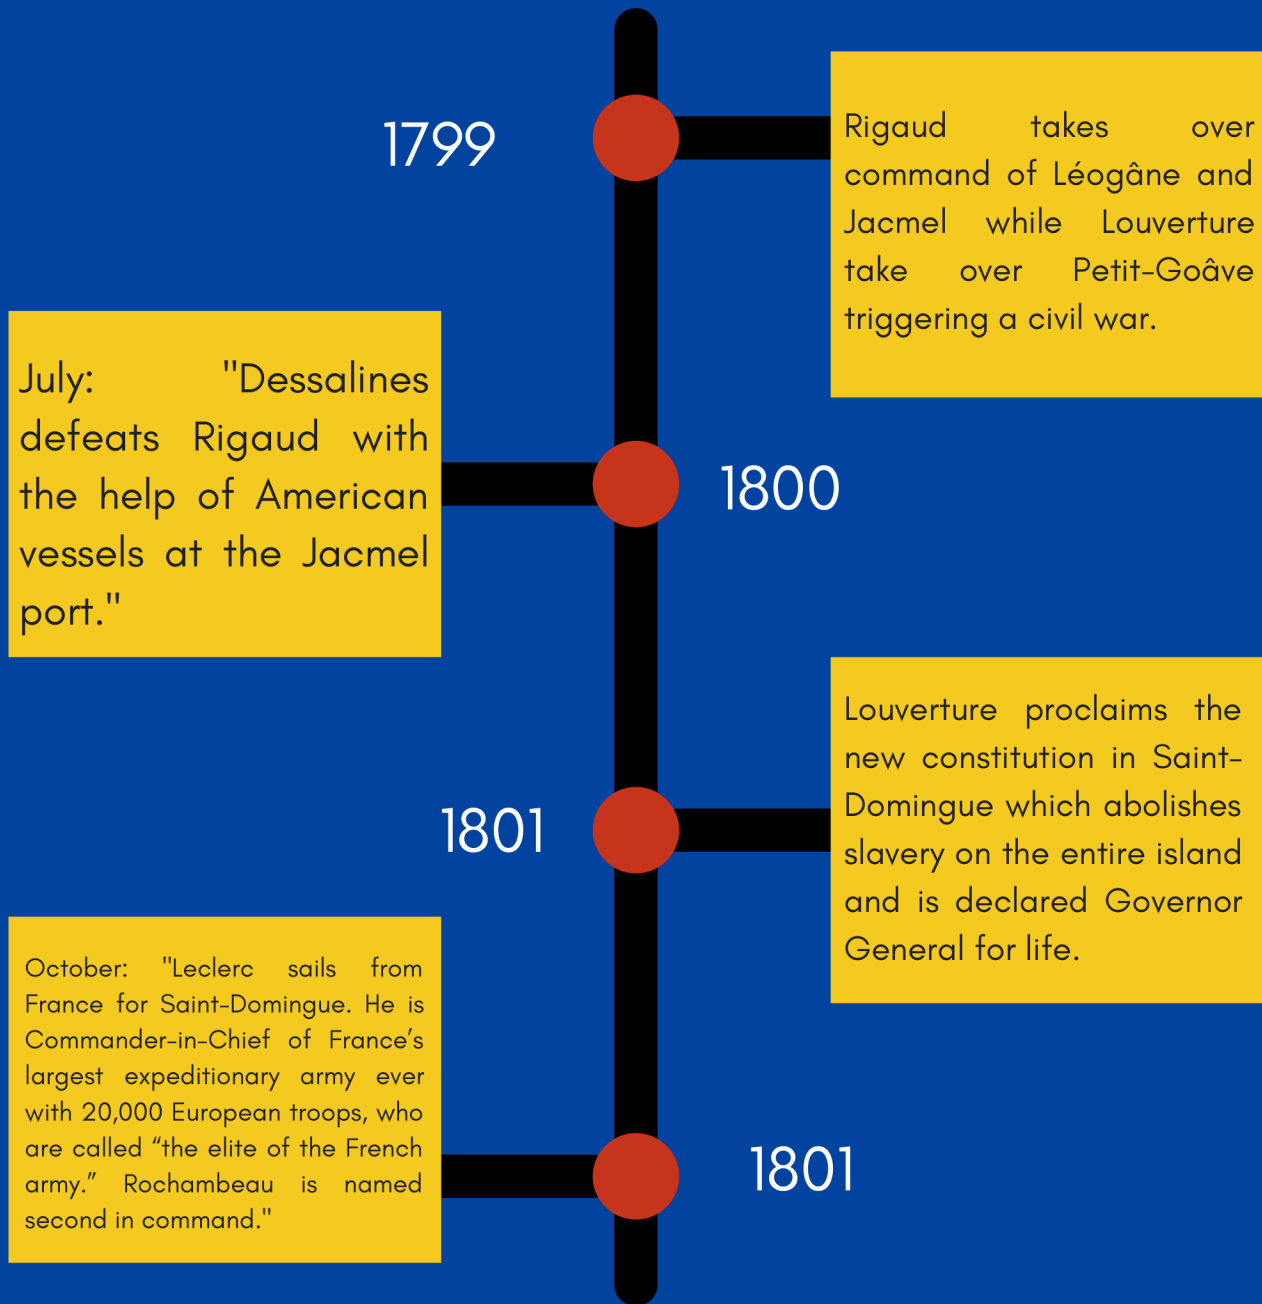 1799
Rigaud takes over
command of Léogâne and
Jacmel while Louverture
take over Petit-Goâve
triggering a civil war.
July: "Dessalines
defeats Rigaud with
the help of American
vessels at the Jacmel
port."
1800
1801
Louverture proclaims the
new constitution in Saint-
Domingue which abolishes
slavery on the entire island
and is declared Governor
General for life.
October: "Leclerc sails from
France for Saint-Domingue. He is
Commander-in-Chief of France’s
largest expeditionary army ever
with 20,000 European troops, who
are called “the elite of the French
army.” Rochambeau is named
second in command."
1801